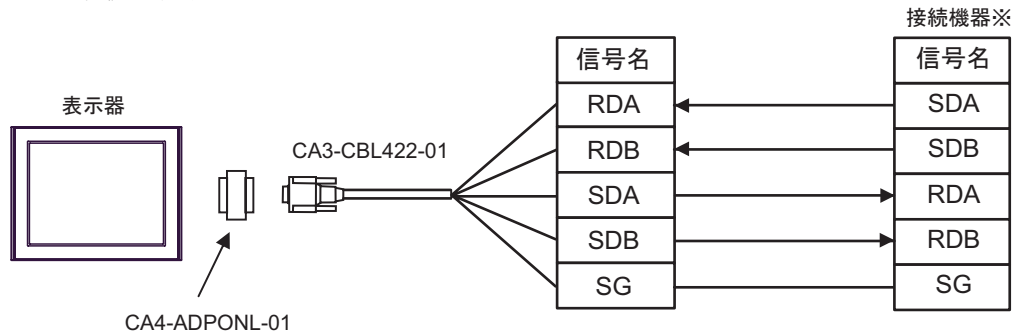 接続機器※
信号名
信号名
表示器
RDA
SDA
CA3-CBL422-01
RDB
SDB
SDA
RDA
SDB
RDB
SG
SG
CA4-ADPONL-01